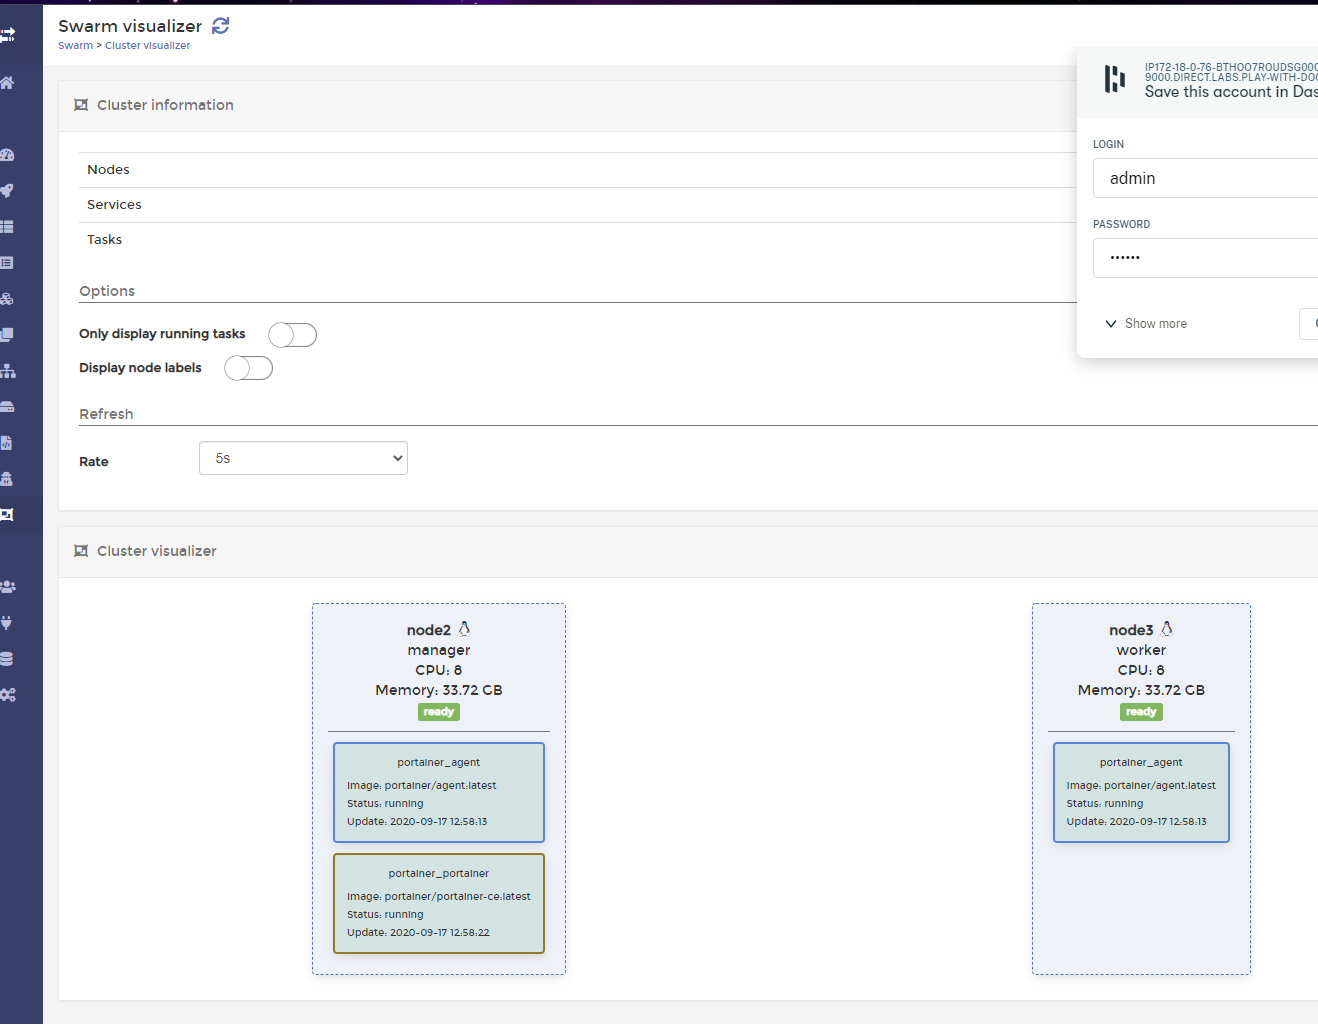 Swarm visualizer
Swarm > Cluster visualizer
IP172-18-0-76-BTHOO7ROUDSG00
9000.DIRECT.LABS.PLAY-WITH-DO
Save this account in Das
LOGIN
admin
PASSWORD
••••••
Show more
Cluster information
Nodes
Services
Tasks
Options
Only display running tasks
Display node labels
Refresh
Rate
5s
Cluster visualizer
node2
manager
CPU: 8
Memory: 33.72 GB
ready
portainer_agent
Image: portainer/agent:latest
Status: running
Update: 2020-09-17 12:58:13
portainer_portainer
Image: portainer/portainer-ce:latest
Status: running
Update: 2020-09-17 12:58:22
node3
worker
CPU: 8
Memory: 33.72 GB
ready
portainer_agent
Image: portainer/agent:latest
Status: running
Update: 2020-09-17 12:58:13